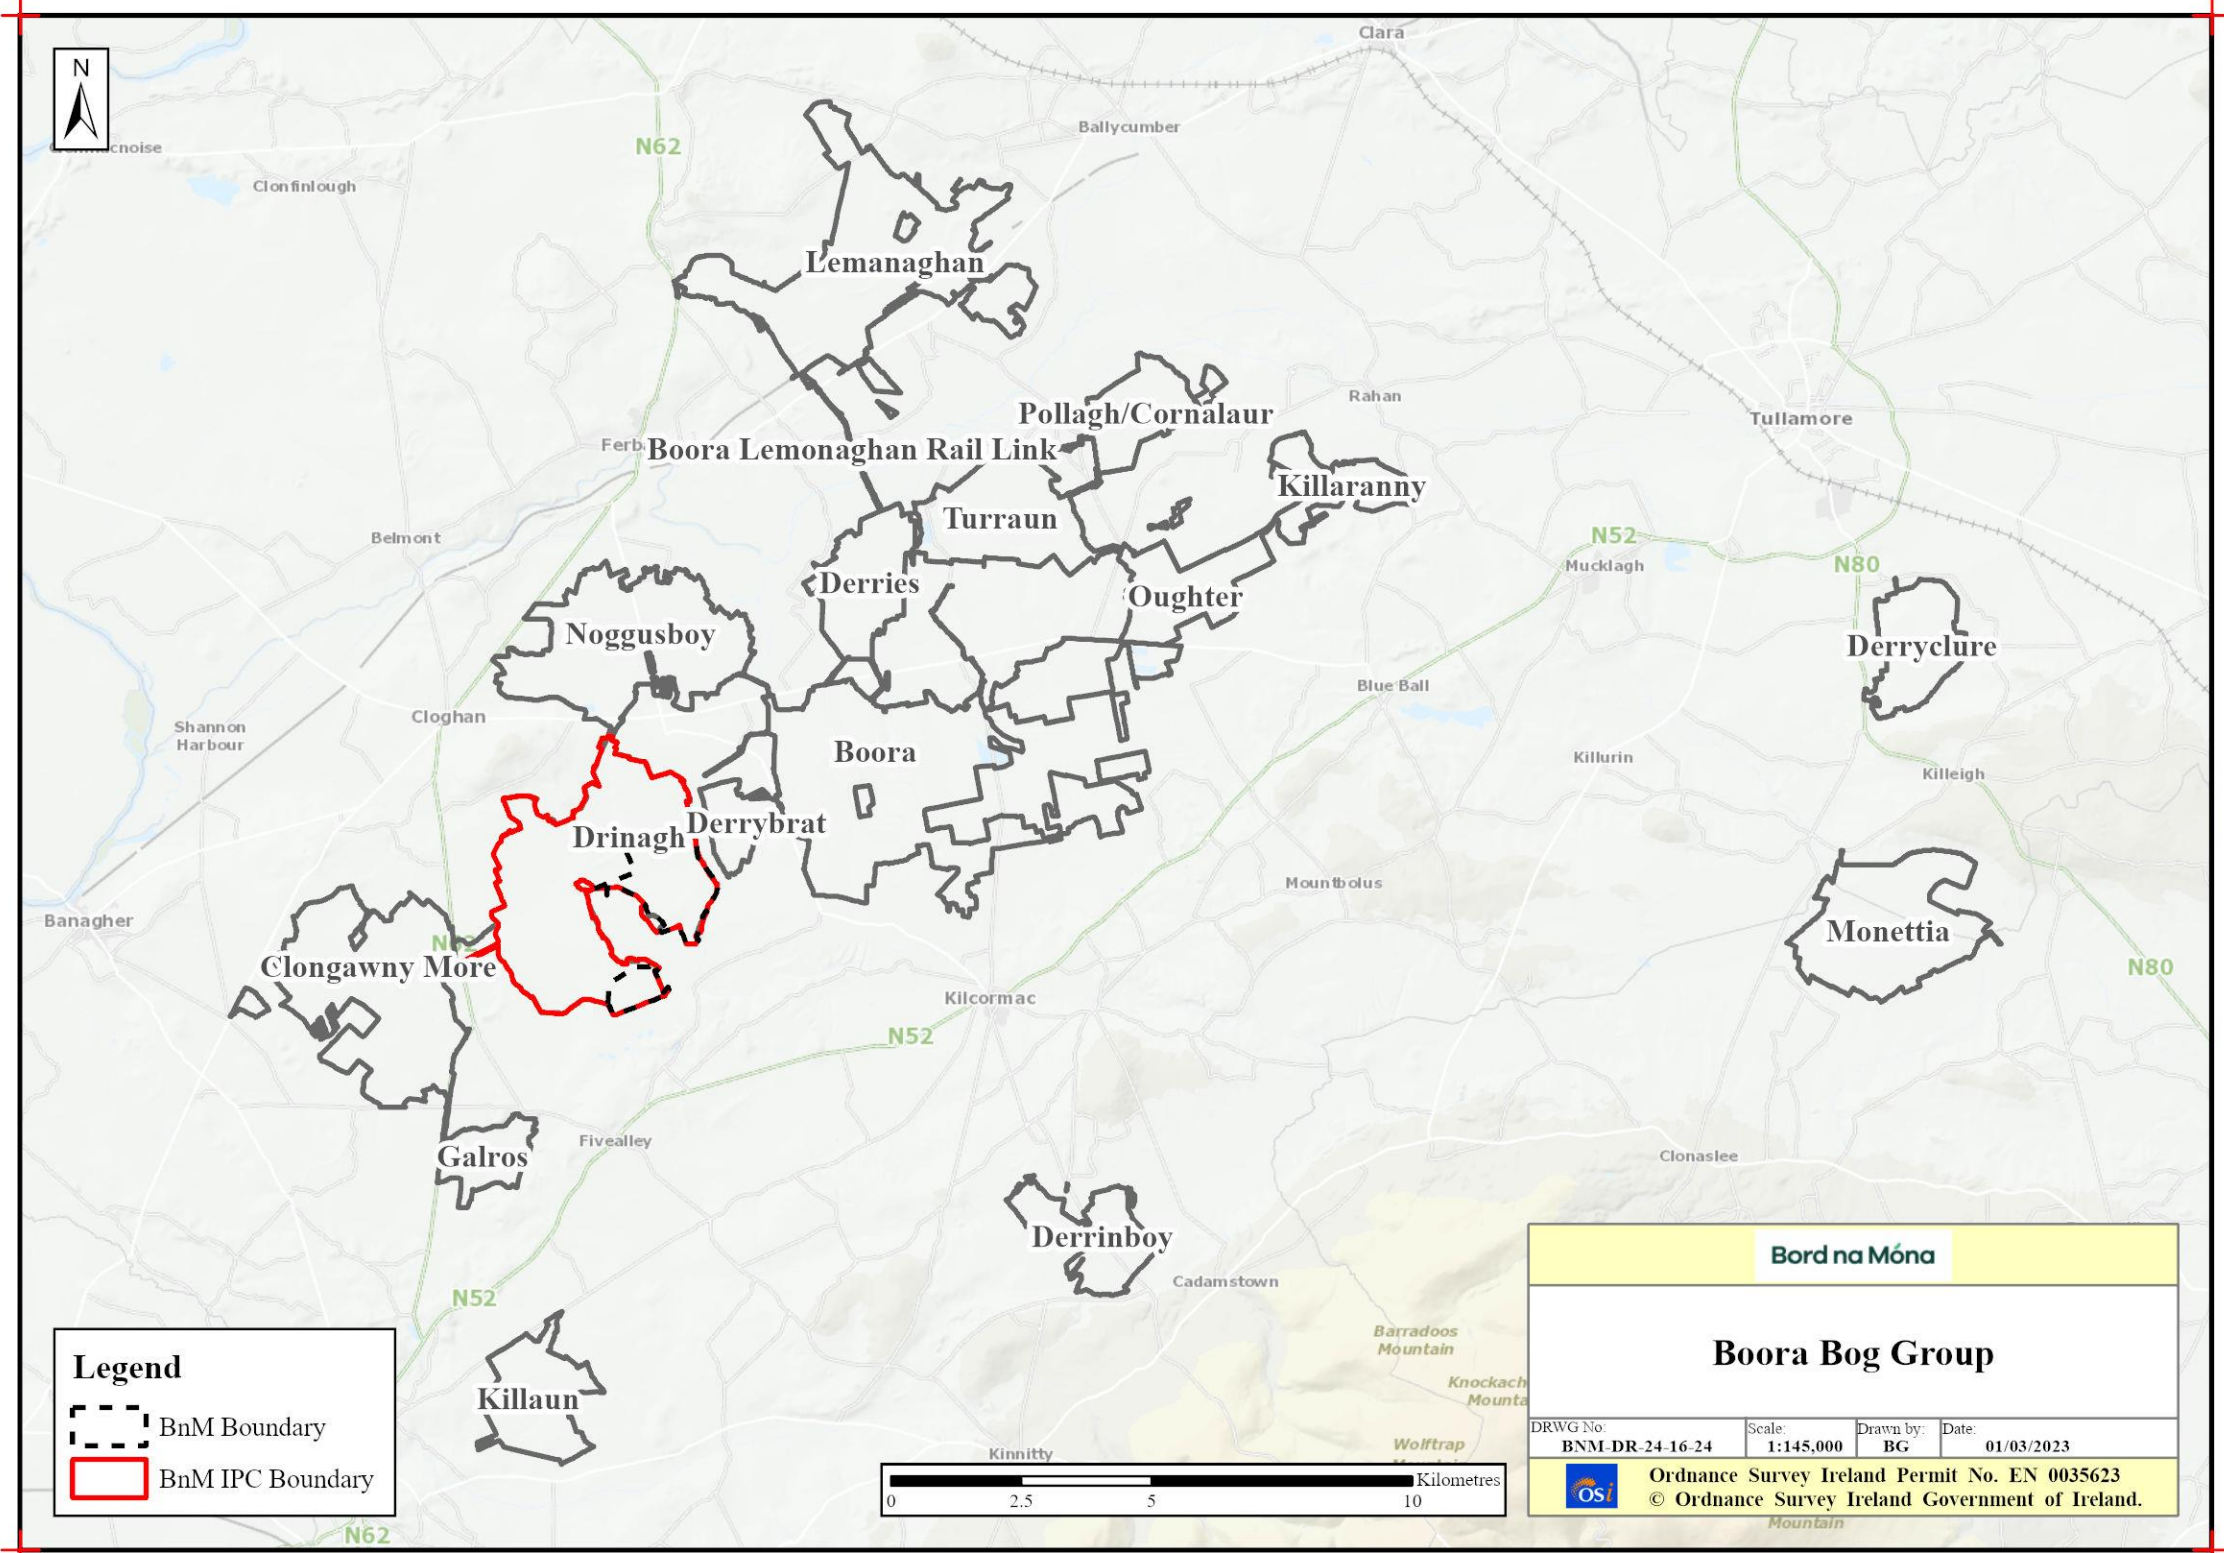 Clara
N
Ballycumber
N62
Clonfinlough
Lemanaghan
Rahan
Pollagh/Cornalaur
Tullamore
Boora Lemonaghan Rail Link
Killaranny
Turraun
Belmont
N52
Mucklagh
N80
Derries
Oughter
Noggusboy
Derryclure
Blue Ball
Cloghan
Shannon
Harbour
Boora
Killurin
Killeigh
Derrybrat
Drinagh
Mountbolus
Banagher
Monettia
N62
Clongawny More
N80
Kilcormac
N52
Fivealley
Galros
Clonaslee
Derrinboy
Cadamstown
N52
Barradoos
Mountain
Knockach
Killaun
Wolftrap
Kinnitty
N62
Mountain
Legend
BnM Boundary
BnM IPC Boundary
0 2.5 5 10 Kilometres
Bord na Móna
Boora Bog Group
DRWG No: Scale: Drawn by: Date:
BNM-DR-24-16-24 1:145,000 BG 01/03/2023
OSi
Ordnance Survey Ireland Permit No. EN 0035623
© Ordnance Survey Ireland Government of Ireland.